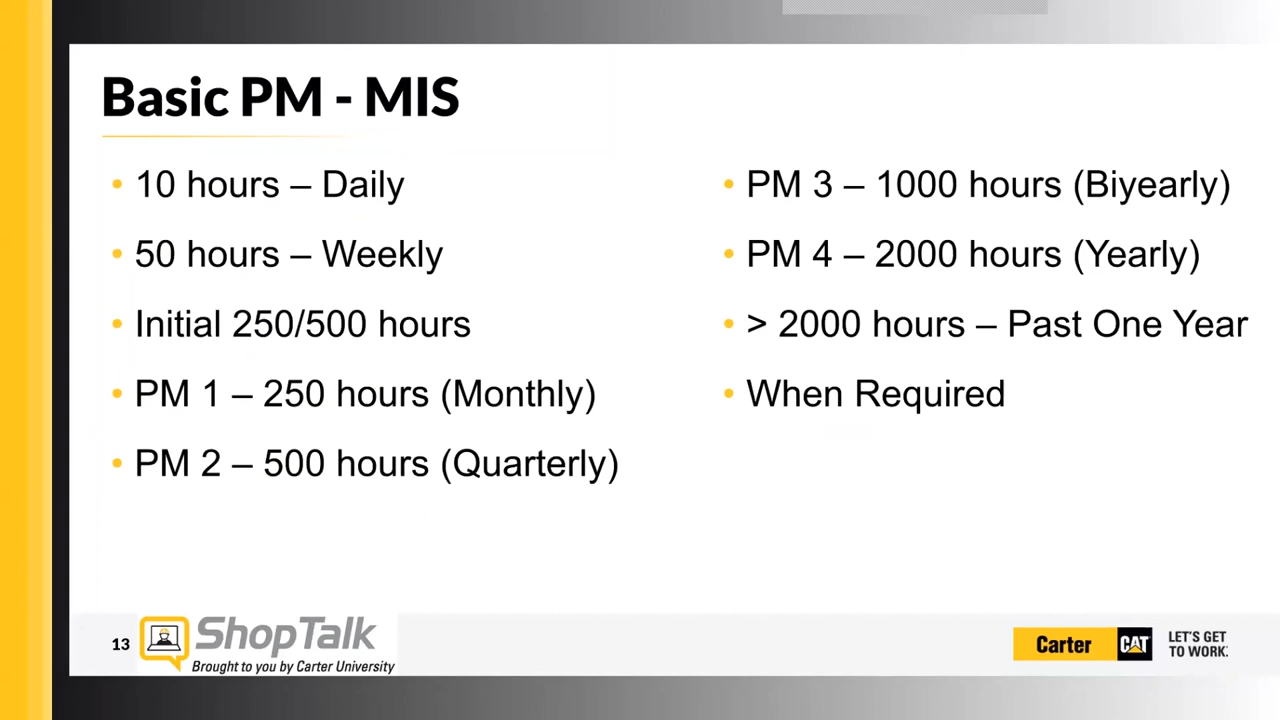 Basic PM - MIS
• 10 hours – Daily
• 50 hours – Weekly
• Initial 250/500 hours
• PM 1 – 250 hours (Monthly)
• PM 2 – 500 hours (Quarterly)
• PM 3 – 1000 hours (Biyearly)
• PM 4 – 2000 hours (Yearly)
• > 2000 hours – Past One Year
• When Required
13
ShopTalk
Brought to you by Carter University
Carter
CAT
LET'S GET
TO WORK.